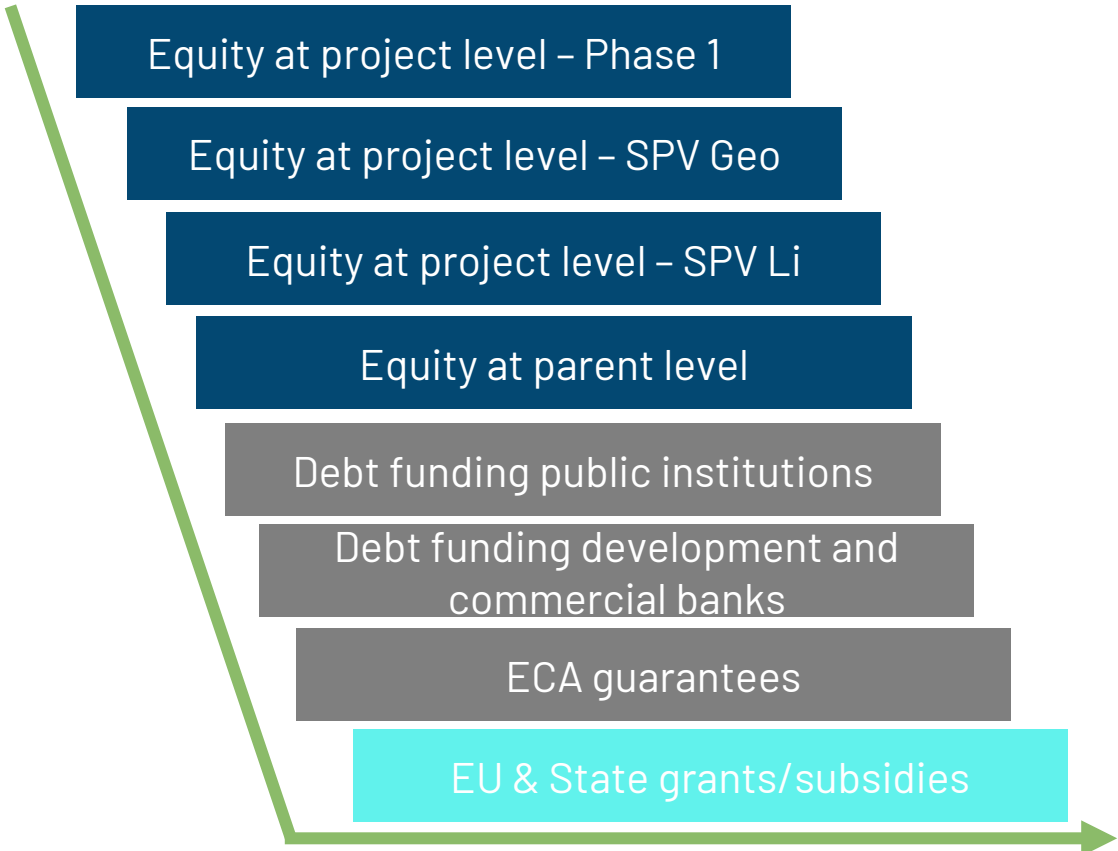 Equity at project level – Phase 1
Equity at project level – SPV Geo
Equity at project level – SPV Li
Equity at parent level
Debt funding public institutions
Debt funding development and
commercial banks
ECA guarantees
EU & State grants/subsidies